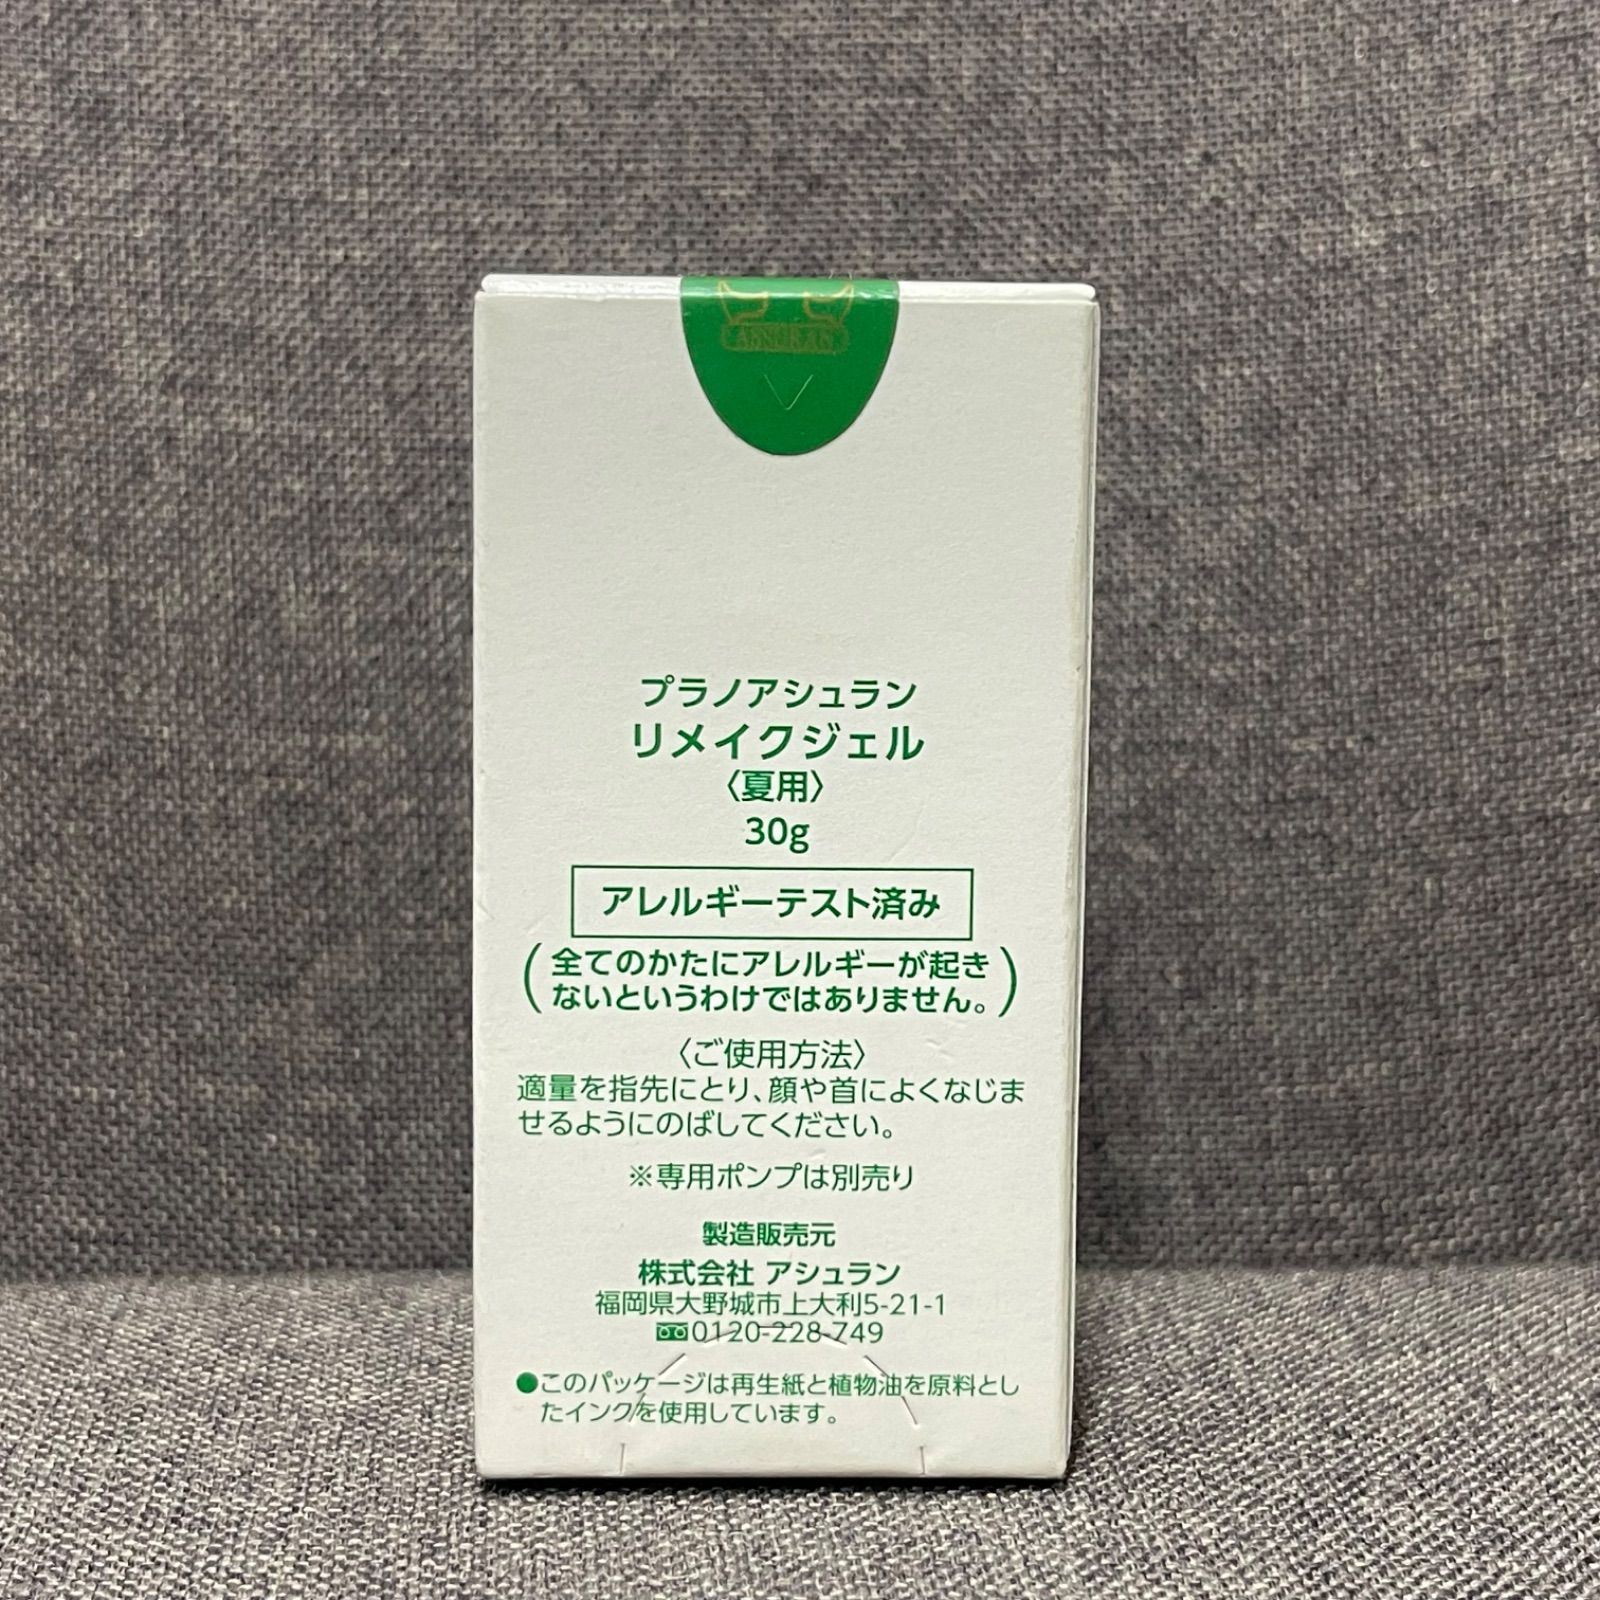 ASHURAN
プラノアシュラン
リメイクジェル
〈夏用〉
30g
アレルギーテスト済み
(全てのかたにアレルギーが起き
ないというわけではありません。)
〈ご使用方法〉
適量を指先にとり、顔や首によくなじま
せるようにのばしてください。
※専用ポンプは別売り
製造販売元
株式会社 アシュラン
福岡県大野城市上大利5-21-1
0120-228-749
●このパッケージは再生紙と植物油を原料とし
たインクを使用しています。